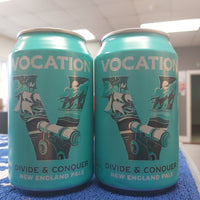 VOCATION VOCATION
DIVIDE & CONQUER DIVIDE & CONQUER
NEW ENGLAND PALE NEW ENGLAND PALE